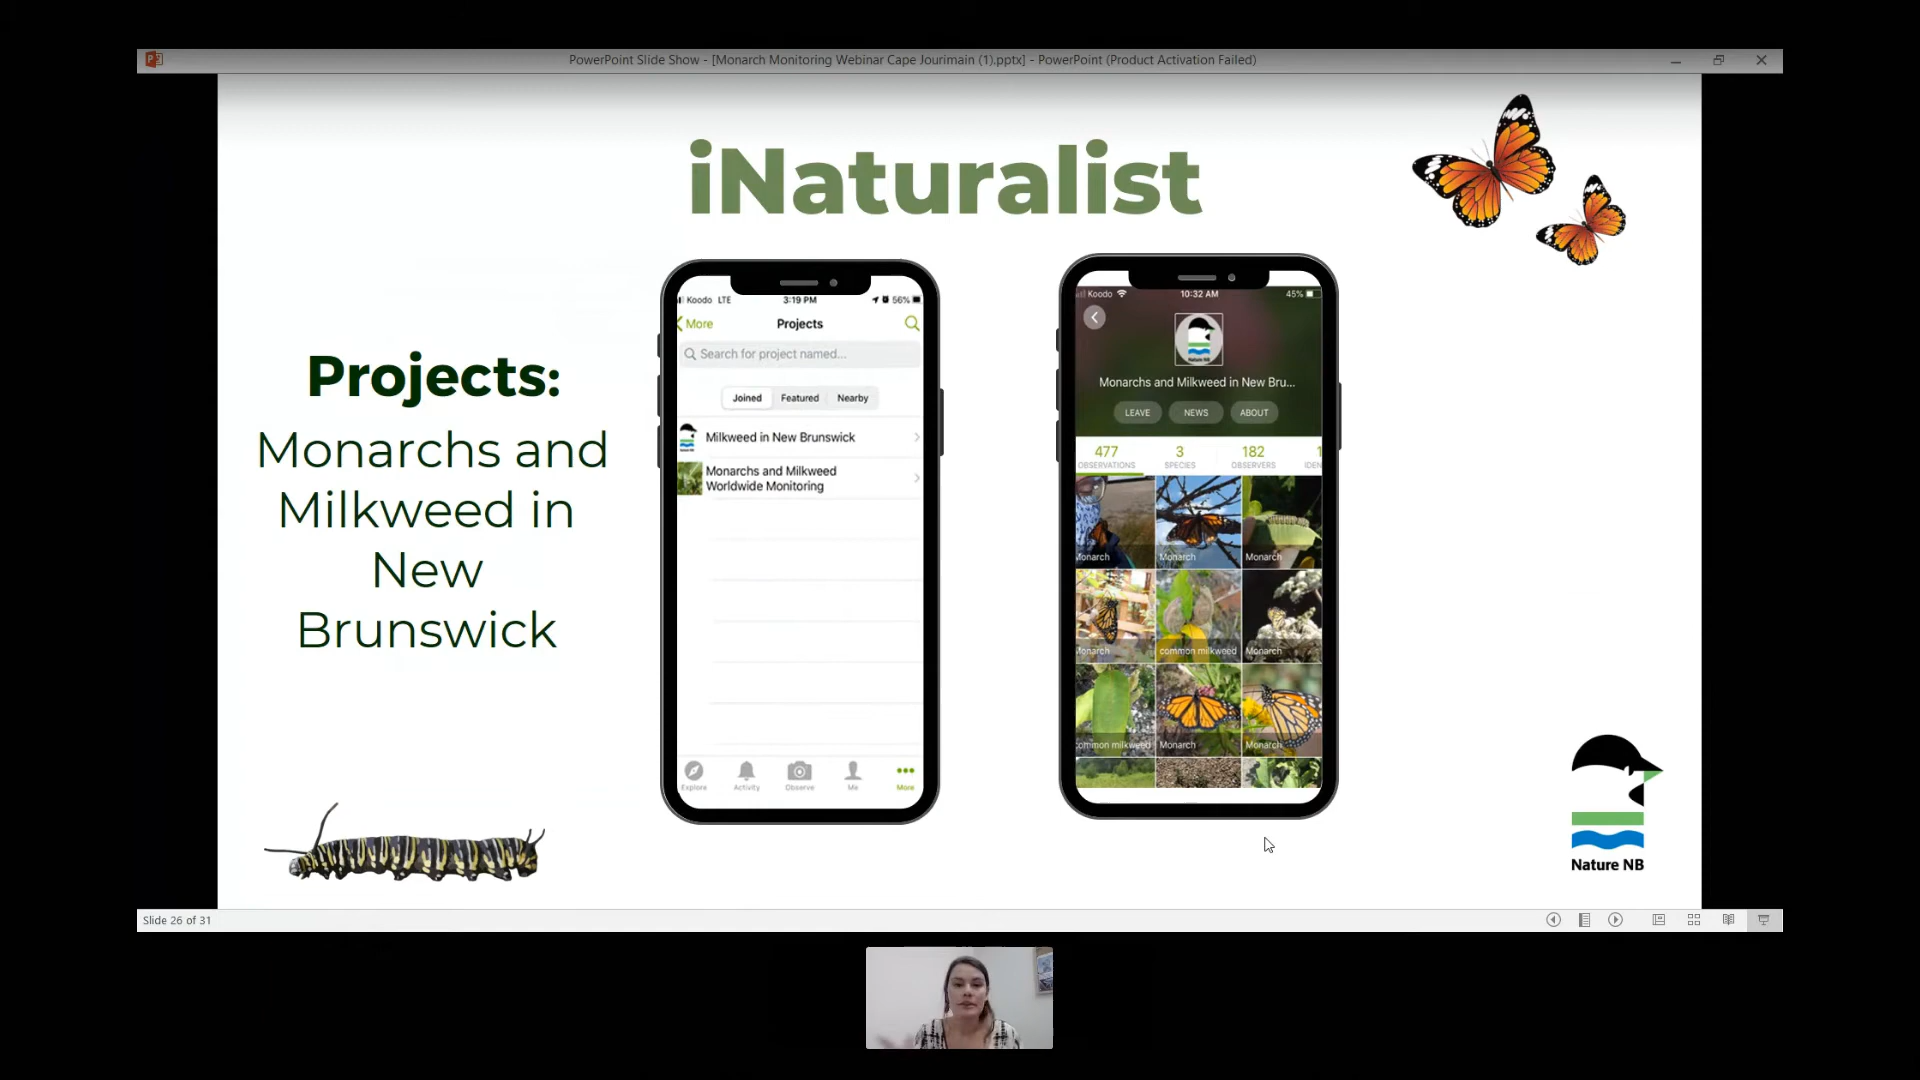 PowerPoint Slide Show - [Monarch Monitoring Webinar Cape Jourimain (1).pptx] - PowerPoint (Product Activation Failed)
iNaturalist
Projects:
Monarchs and
Milkweed in
New
Brunswick
Koodo LTE 3:19 PM 56%
More Projects
Search for project named...
Joined Featured Nearby
Milkweed in New Brunswick
Monarchs and Milkweed
Worldwide Monitoring
Explore Activity Observe Me More
Koodo 10:32 AM 45%
Nature NB
Monarchs and Milkweed in New Bru...
LEAVE NEWS ABOUT
477 3 182 1
OBSERVATIONS SPECIES OBSERVERS IDEN
Monarch Monarch Monarch
Monarch common milkweed Monarch
common milkweed Monarch Monarch
Nature NB
Slide 26 of 31